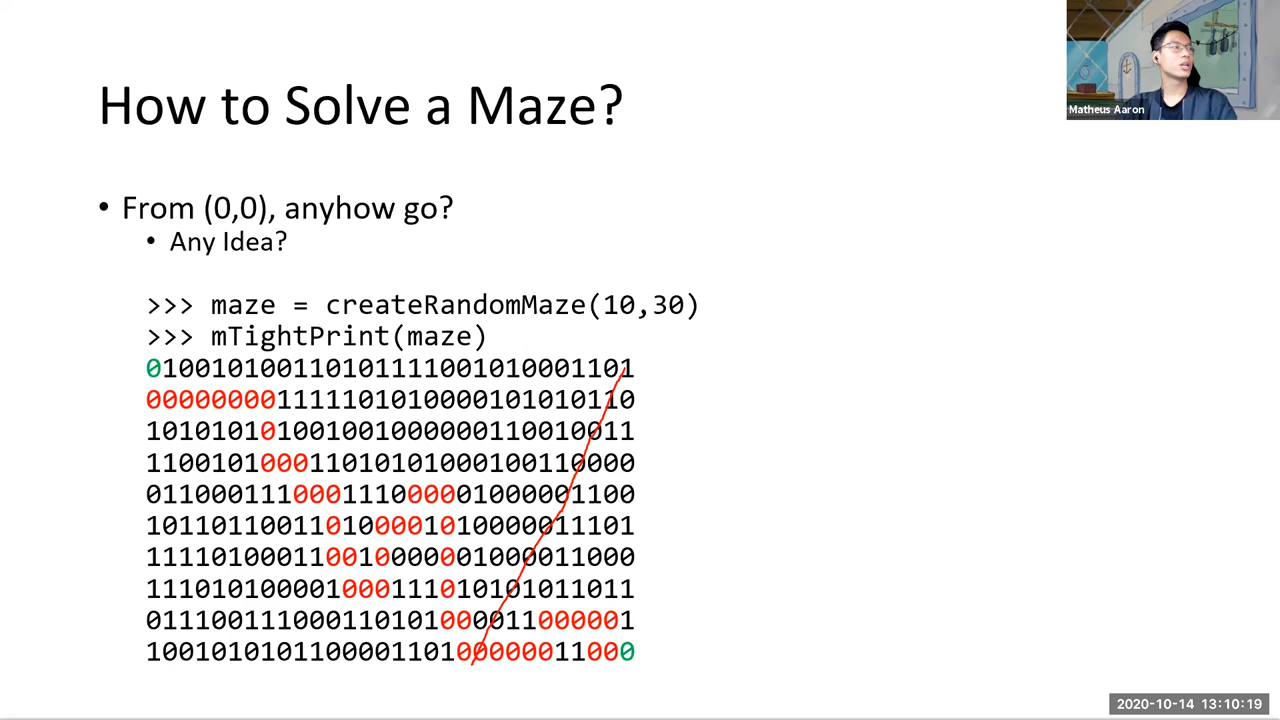 How to Solve a Maze?
• From (0,0), anyhow go?
• Any Idea?
>>> maze = createRandomMaze(10,30)
>>> mTightPrint(maze)
010010100110101111001010001101
000000001111101010000101010110
101010101001001000000110010011
110010100011010101000100110000
011000111000111000001000001100
101101100110100001010000011101
111101000110010000001000011000
111010100001000111010101011011
011100111000110101000011000001
100101010110000110100000011000
Matheus Aaron
2020-10-14 13:10:19